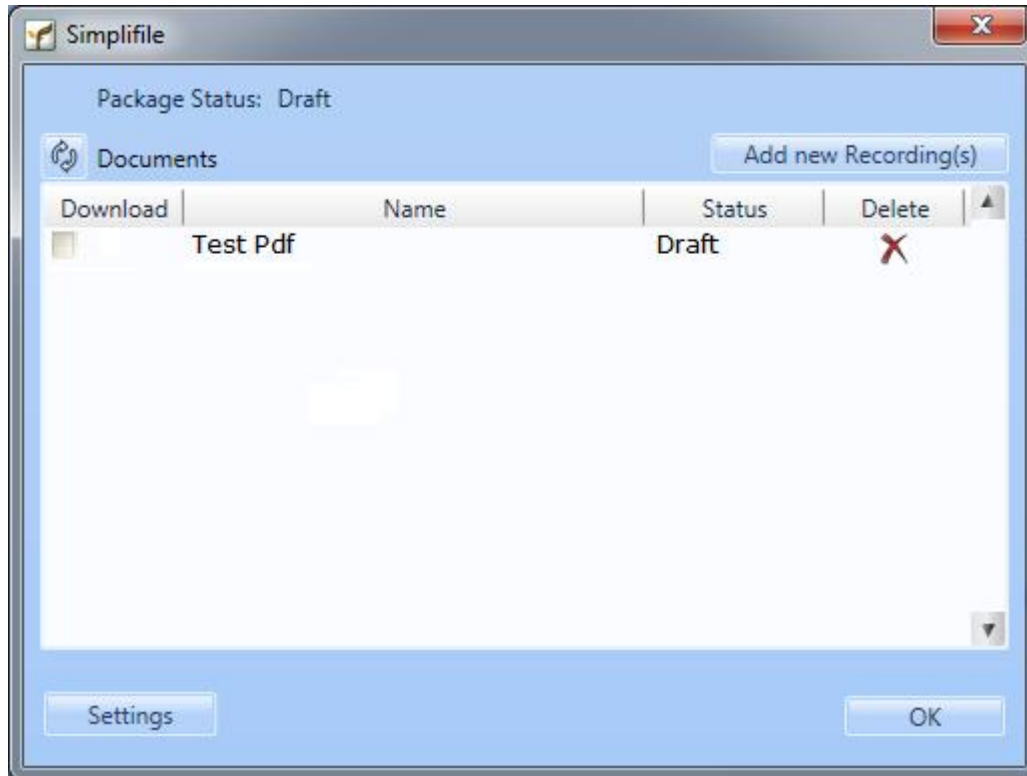 Simplifile
Package Status: Draft
Documents
Add new Recording(s)
Download Name Status Delete
Test Pdf Draft
Settings OK